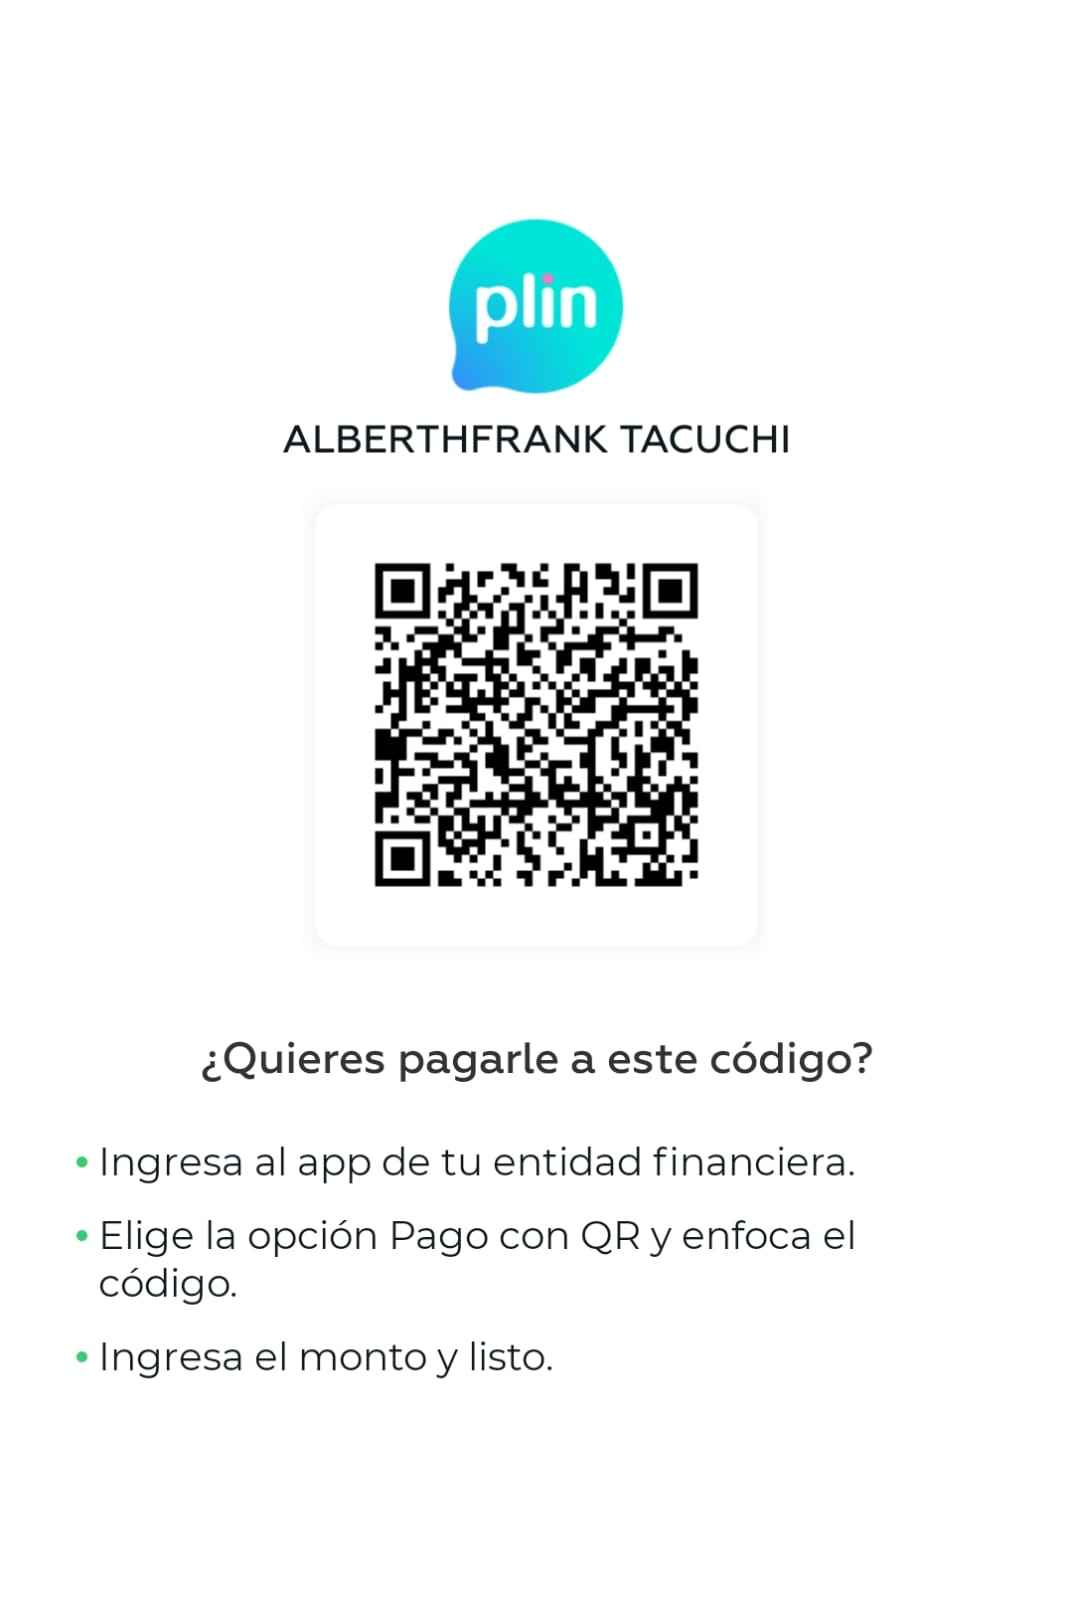 plin
ALBERTHFRANK TACUCHI
¿Quieres pagarle a este código?
• Ingresa al app de tu entidad financiera.
• Elige la opción Pago con QR y enfoca el
código.
• Ingresa el monto y listo.